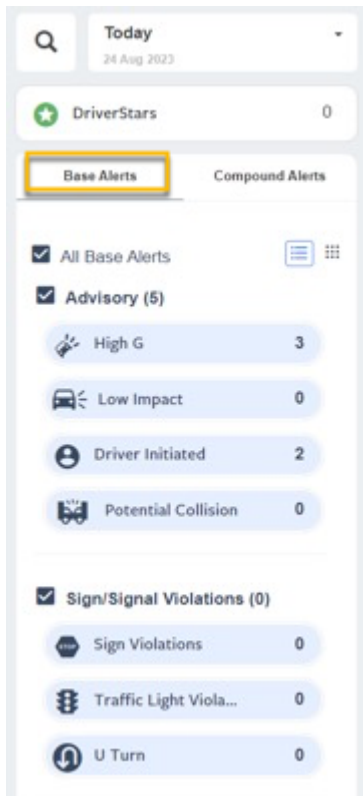 Today
24 Aug 2023
DriverStars 0
Base Alerts Compound Alerts
All Base Alerts
Advisory (5)
High G 3
Low Impact 0
Driver Initiated 2
Potential Collision 0
Sign/Signal Violations (0)
STOP Sign Violations 0
Traffic Light Viola... 0
U Turn 0